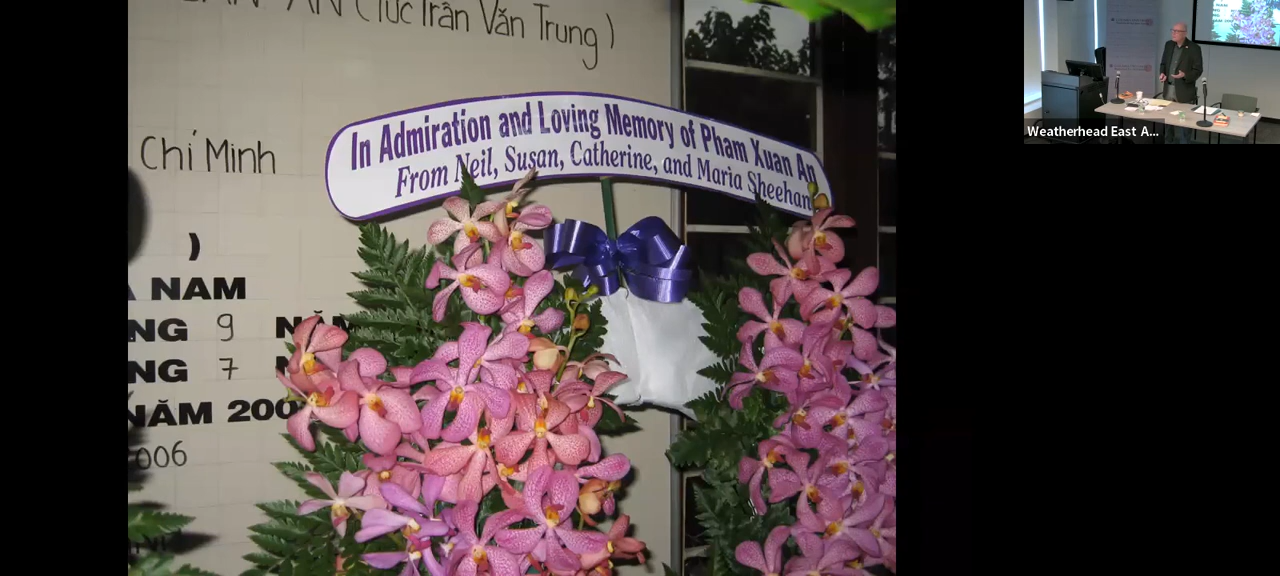 (Tức Trần Văn Trung)
In Admiration and Loving Memory of Pham Xuan An
From Neil, Susan, Catherine, and Maria Sheehan
Chí Minh
)
NAM
NG 9 NĂM
NG 7
NĂM 200
006
Weatherhead East A...